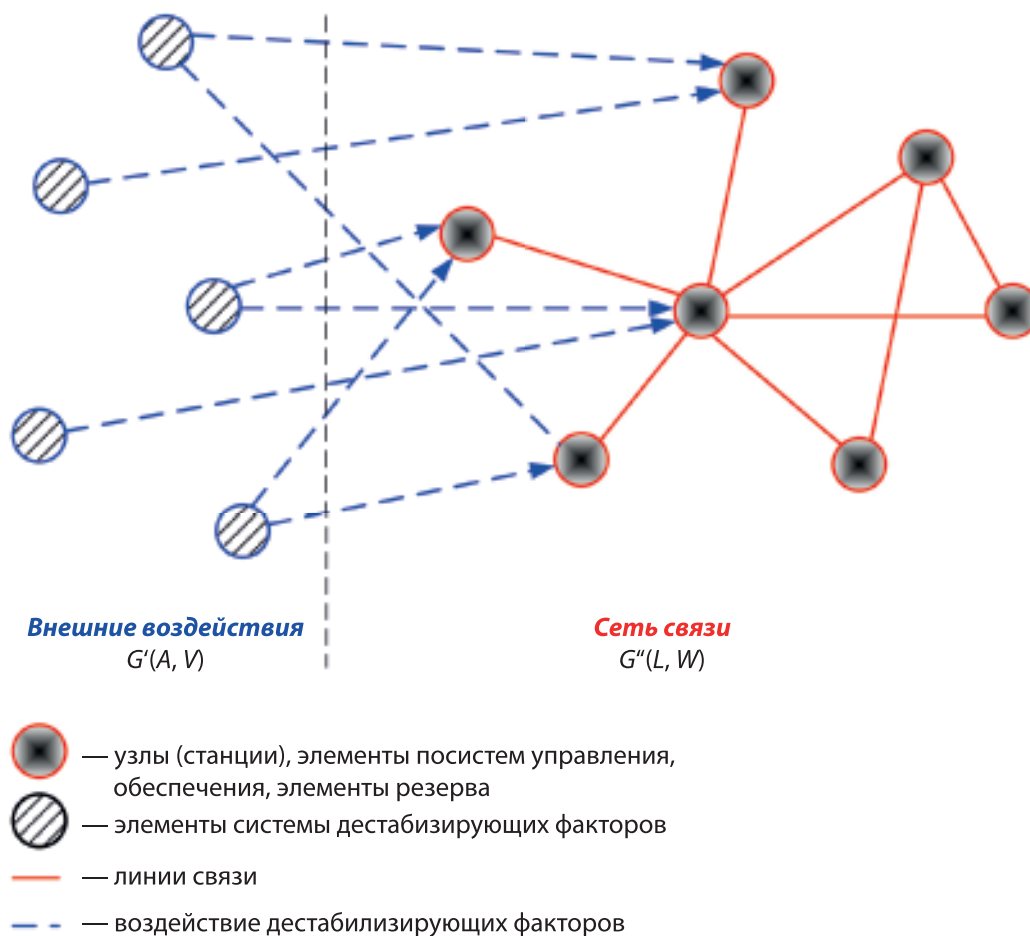 Внешние воздействия
G‘(A, V)
Сеть связи
G“(L, W)
— узлы (станции), элементы посистем управления,
обеспечения, элементы резерва
— элементы системы дестабизирующих факторов
— линии связи
— воздействие дестабилизирующих факторов